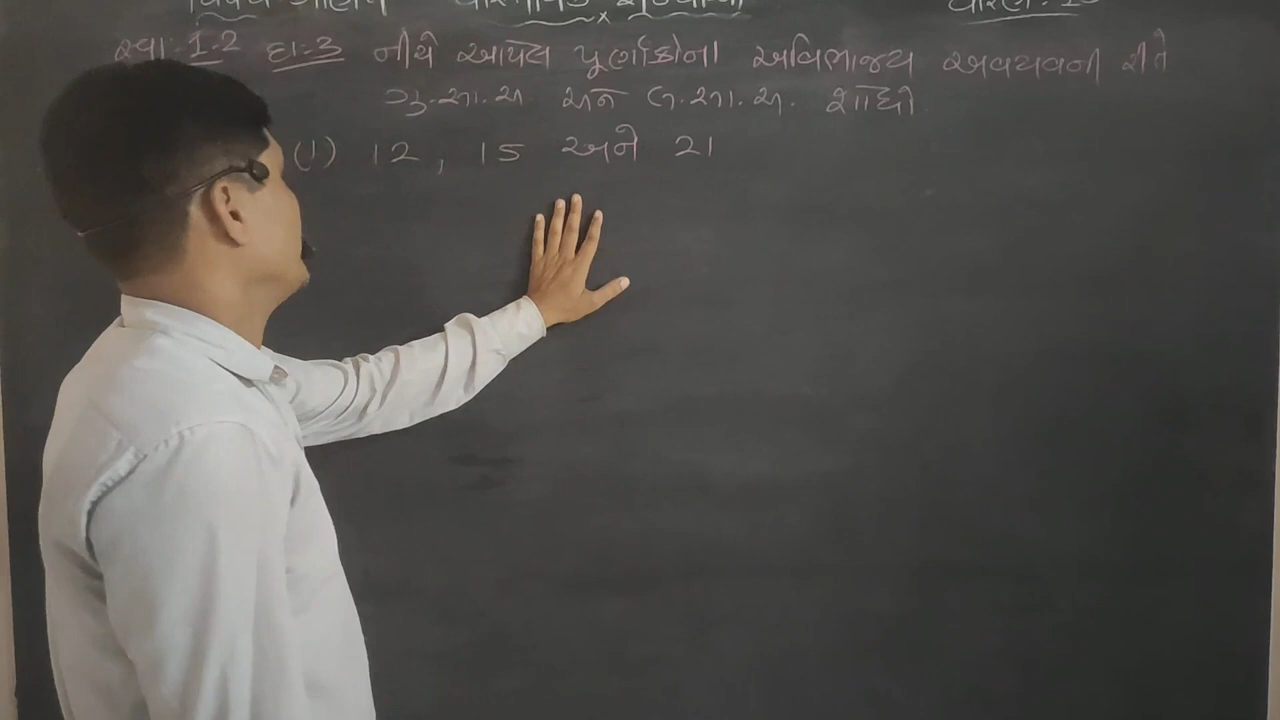 સ્વા:1.2 દા:3 નીચે આપેલ પૂર્ણાંકોના અવિભાજ્ય અવયવની રીતે
ગુ.સા.અ અને લ.સા.અ. શોધો
(1) 12, 15 અને 21